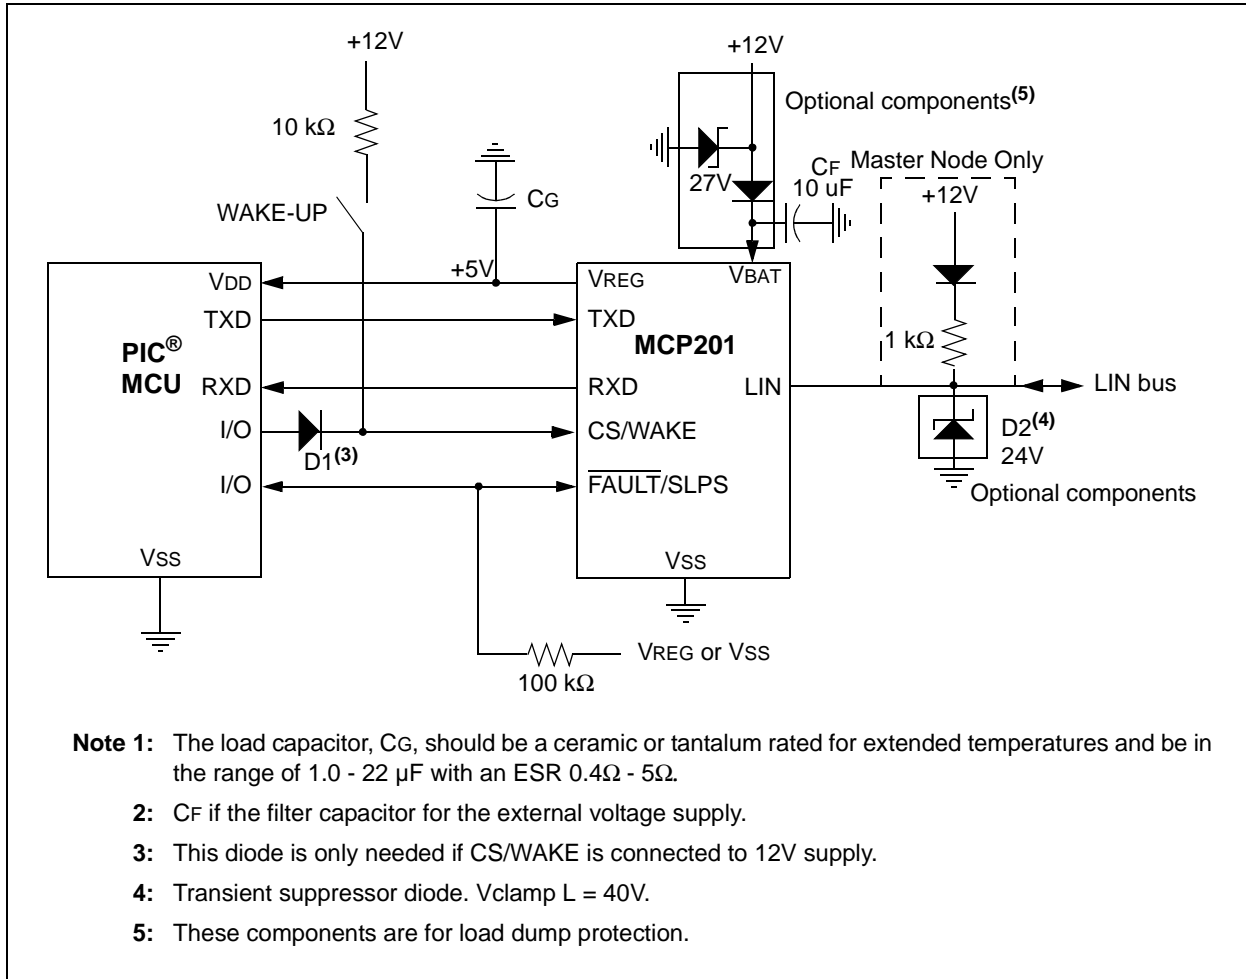 +12V
+12V
Optional components(5)
10 kΩ
CF
Master Node Only
27V
10 uF
+12V
CG
WAKE-UP
+5V
VDD
VREG
VBAT
TXD
TXD
PIC®
MCU
MCP201
1 kΩ
RXD
RXD
LIN
LIN bus
I/O
D1(3)
CS/WAKE
D2(4)
24V
I/O
FAULT/SLPS
Optional components
VSS
VSS
VREG or VSS
100 kΩ
Note 1: The load capacitor, CG, should be a ceramic or tantalum rated for extended temperatures and be in
the range of 1.0 - 22 µF with an ESR 0.4Ω - 5Ω.
2: CF if the filter capacitor for the external voltage supply.
3: This diode is only needed if CS/WAKE is connected to 12V supply.
4: Transient suppressor diode. Vclamp L = 40V.
5: These components are for load dump protection.